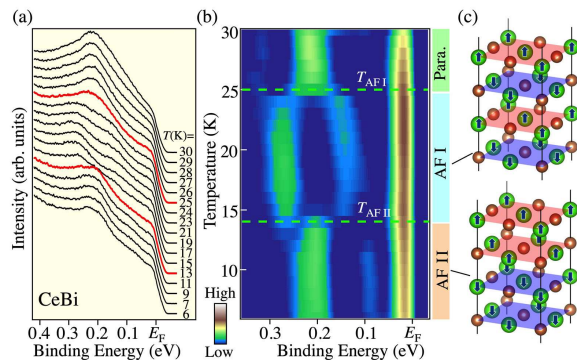 (a)
Intensity (arb. units)
T(K)=
30
29
28
27
26
25
24
23
21
19
17
15
13
11
9
7
6
CeBi
0.4 0.3 0.2 0.1 E_F
Binding Energy (eV)
(b)
Temperature (K)
30
25
20
15
10
T_AF I
T_AF II
High
Low
0.3 0.2 0.1 E_F
Binding Energy (eV)
Para.
AF I
AF II
(c)